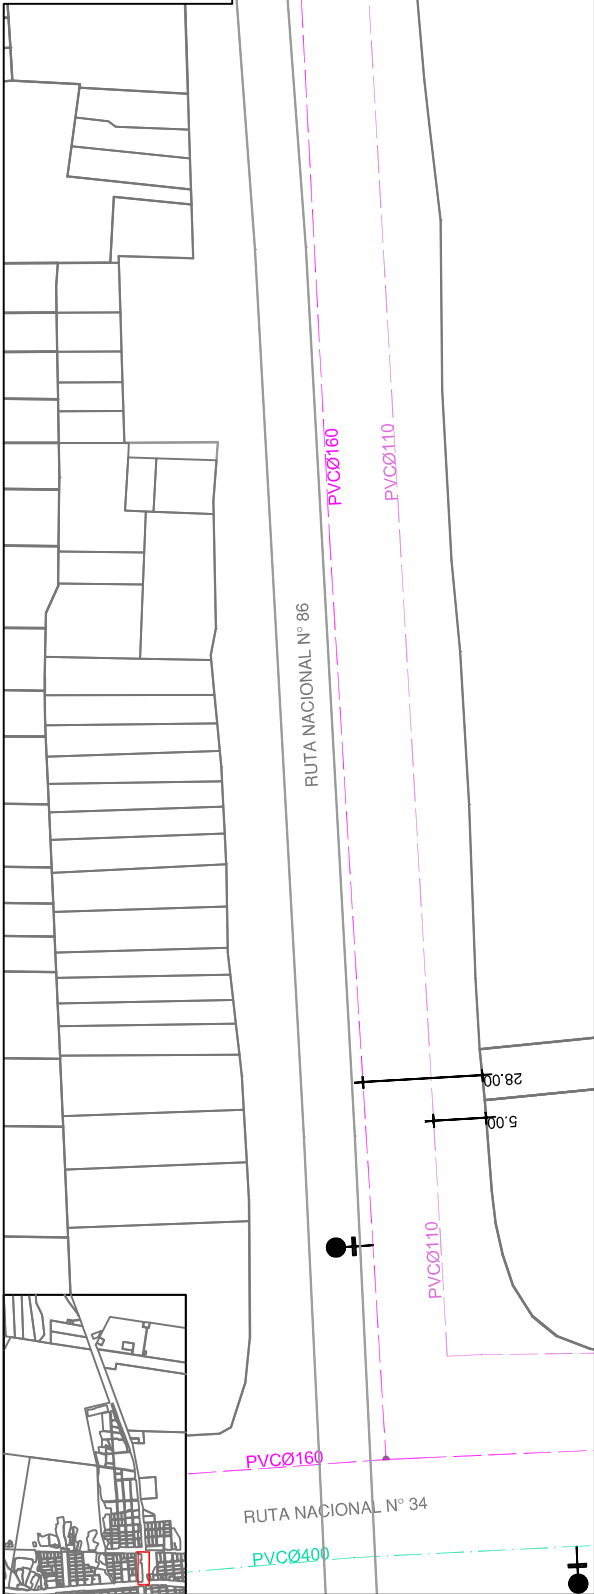 PVCØ160
PVCØ110
RUTA NACIONAL N° 86
28.00
5.00
PVCØ110
PVCØ160
RUTA NACIONAL N° 34
PVCØ400